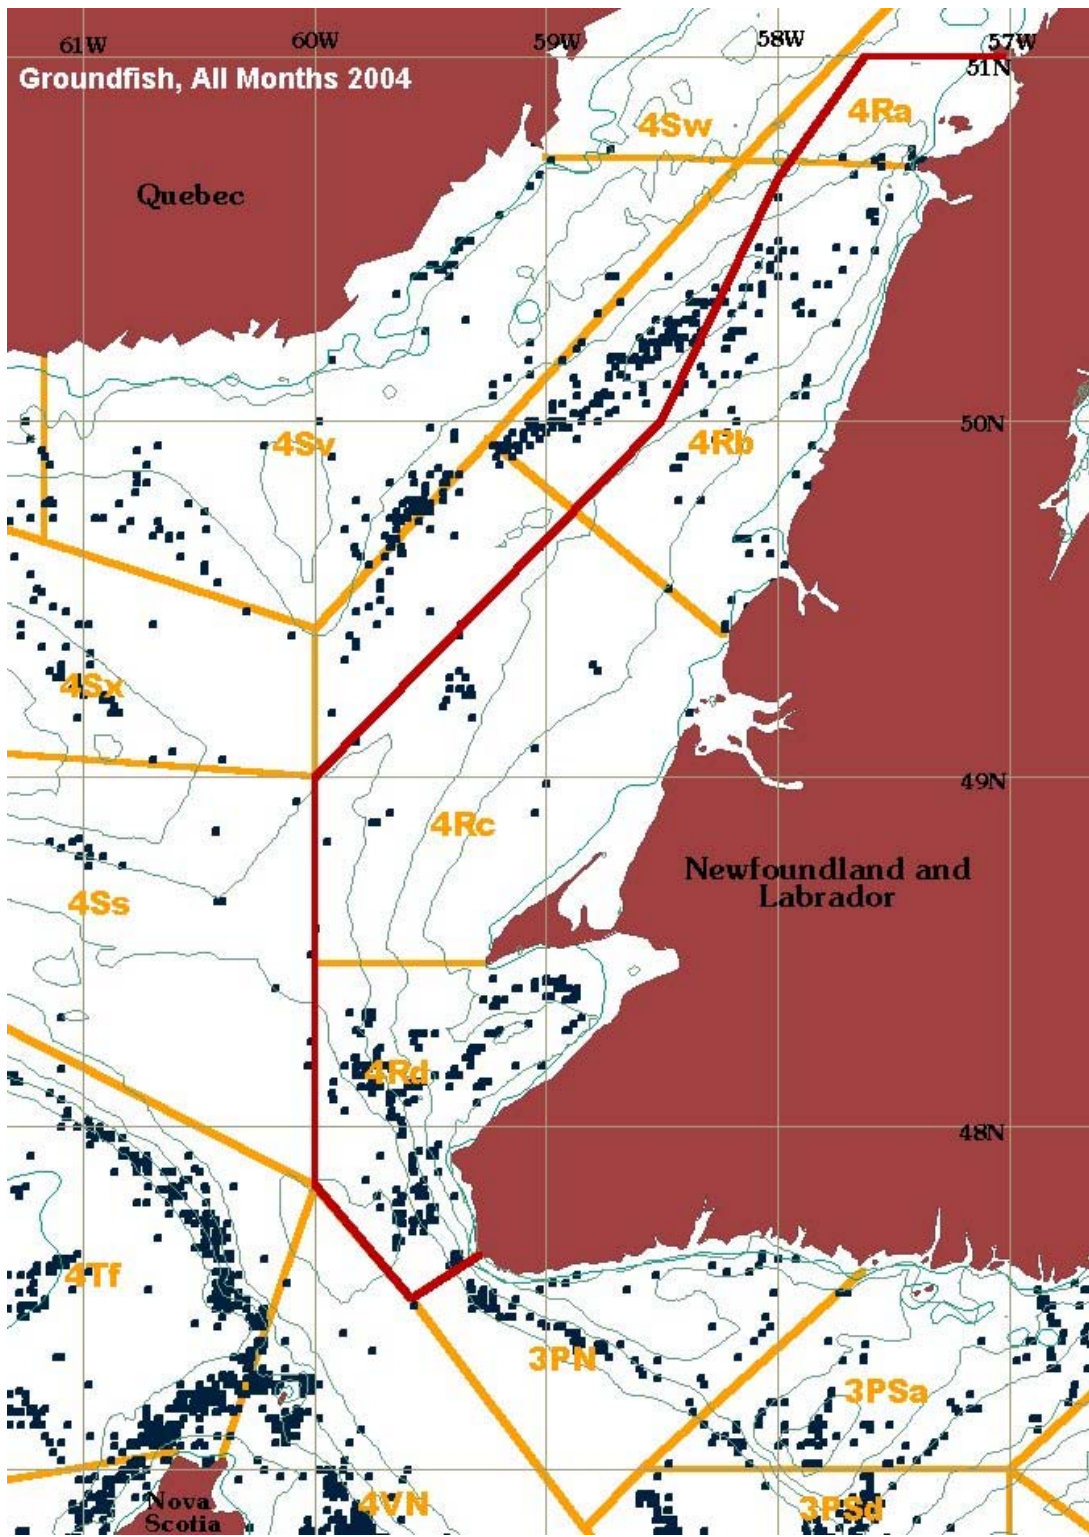 61W
60W
59W
58W
57W
51N
Groundfish, All Months 2004
4Sw
4Ra
Quebec
4Sv
4Rb
50N
4Sx
49N
4Rc
Newfoundland and
Labrador
4Ss
4Rd
48N
4Tf
3PN
3PSa
Nova
Scotia
4VN
3PSd